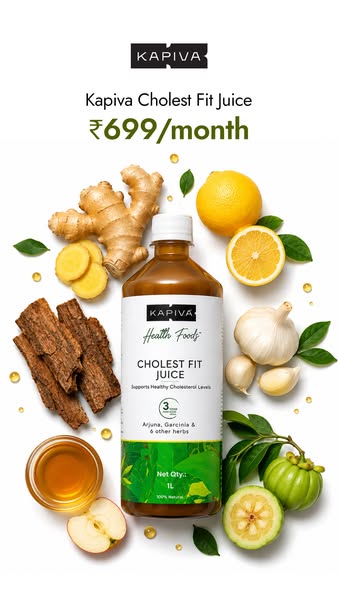 KAPIVA
Kapiva Cholest Fit Juice
₹699/month
KAPIVA
Health Foods
CHOLEST FIT
JUICE
Supports Healthy Cholesterol Levels
3
Arjuna, Garcinia &
6 other herbs
Net Qty.:
1L
100% Natural